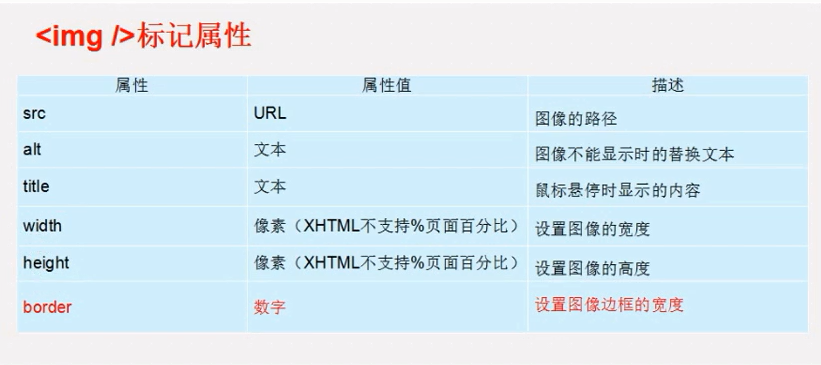 <img />标记属性
属性 属性值 描述
src URL 图像的路径
alt 文本 图像不能显示时的替换文本
title 文本 鼠标悬停时显示的内容
width 像素（XHTML不支持%页面百分比） 设置图像的宽度
height 像素（XHTML不支持%页面百分比） 设置图像的高度
border 数字 设置图像边框的宽度